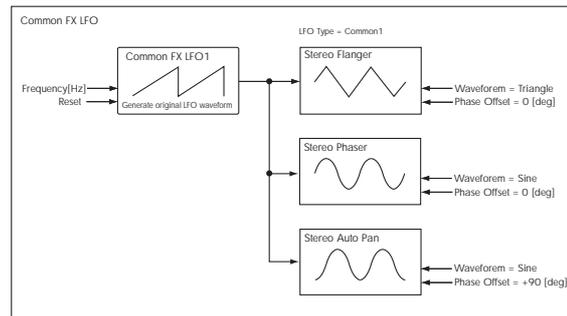 Common FX LFO
LFO Type = Common1
Common FX LFO1
Frequency[Hz]
Reset
Generate original LFO waveform
Stereo Flanger
Waveforem = Triangle
Phase Offset = 0 [deg]
Stereo Phaser
Waveforem = Sine
Phase Offset = 0 [deg]
Stereo Auto Pan
Waveforem = Sine
Phase Offset = +90 [deg]